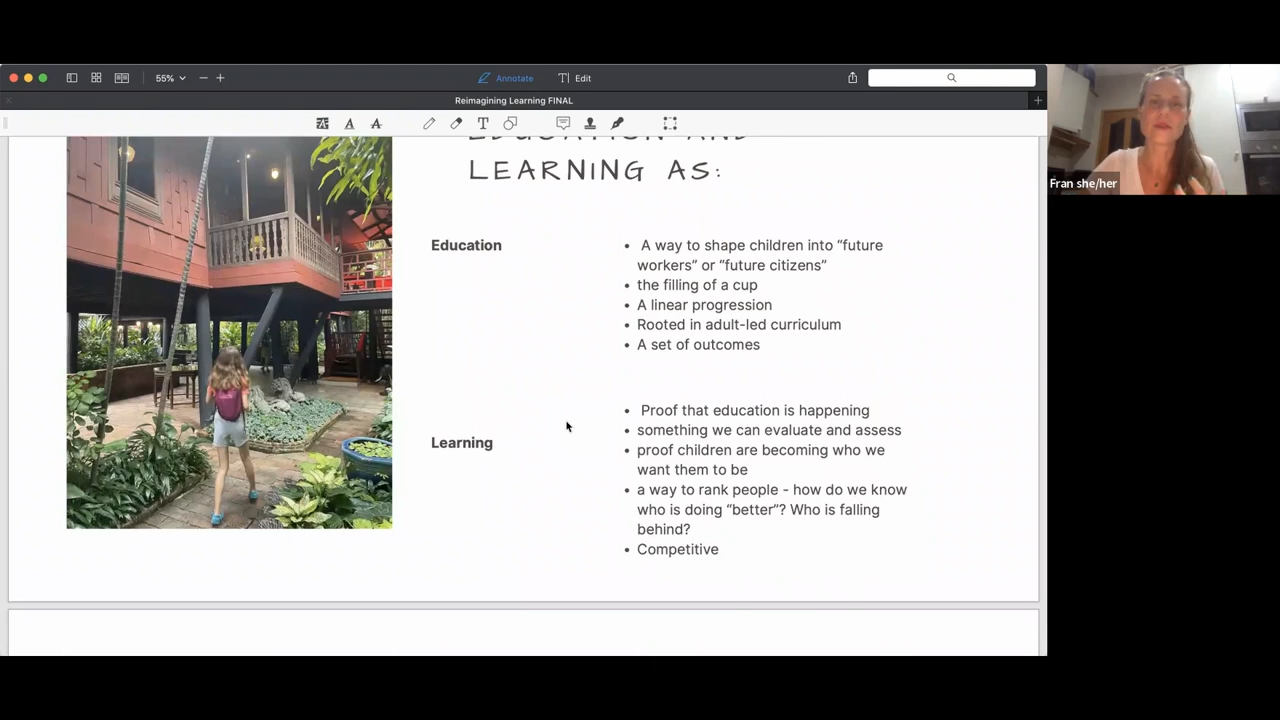 55%
Annotate
Edit
Reimagining Learning FINAL
EDUCATION AND
LEARNING AS:
Education
• A way to shape children into “future
workers” or “future citizens”
• the filling of a cup
• A linear progression
• Rooted in adult-led curriculum
• A set of outcomes
Learning
• Proof that education is happening
• something we can evaluate and assess
• proof children are becoming who we
want them to be
• a way to rank people - how do we know
who is doing “better”? Who is falling
behind?
• Competitive
Fran she/her